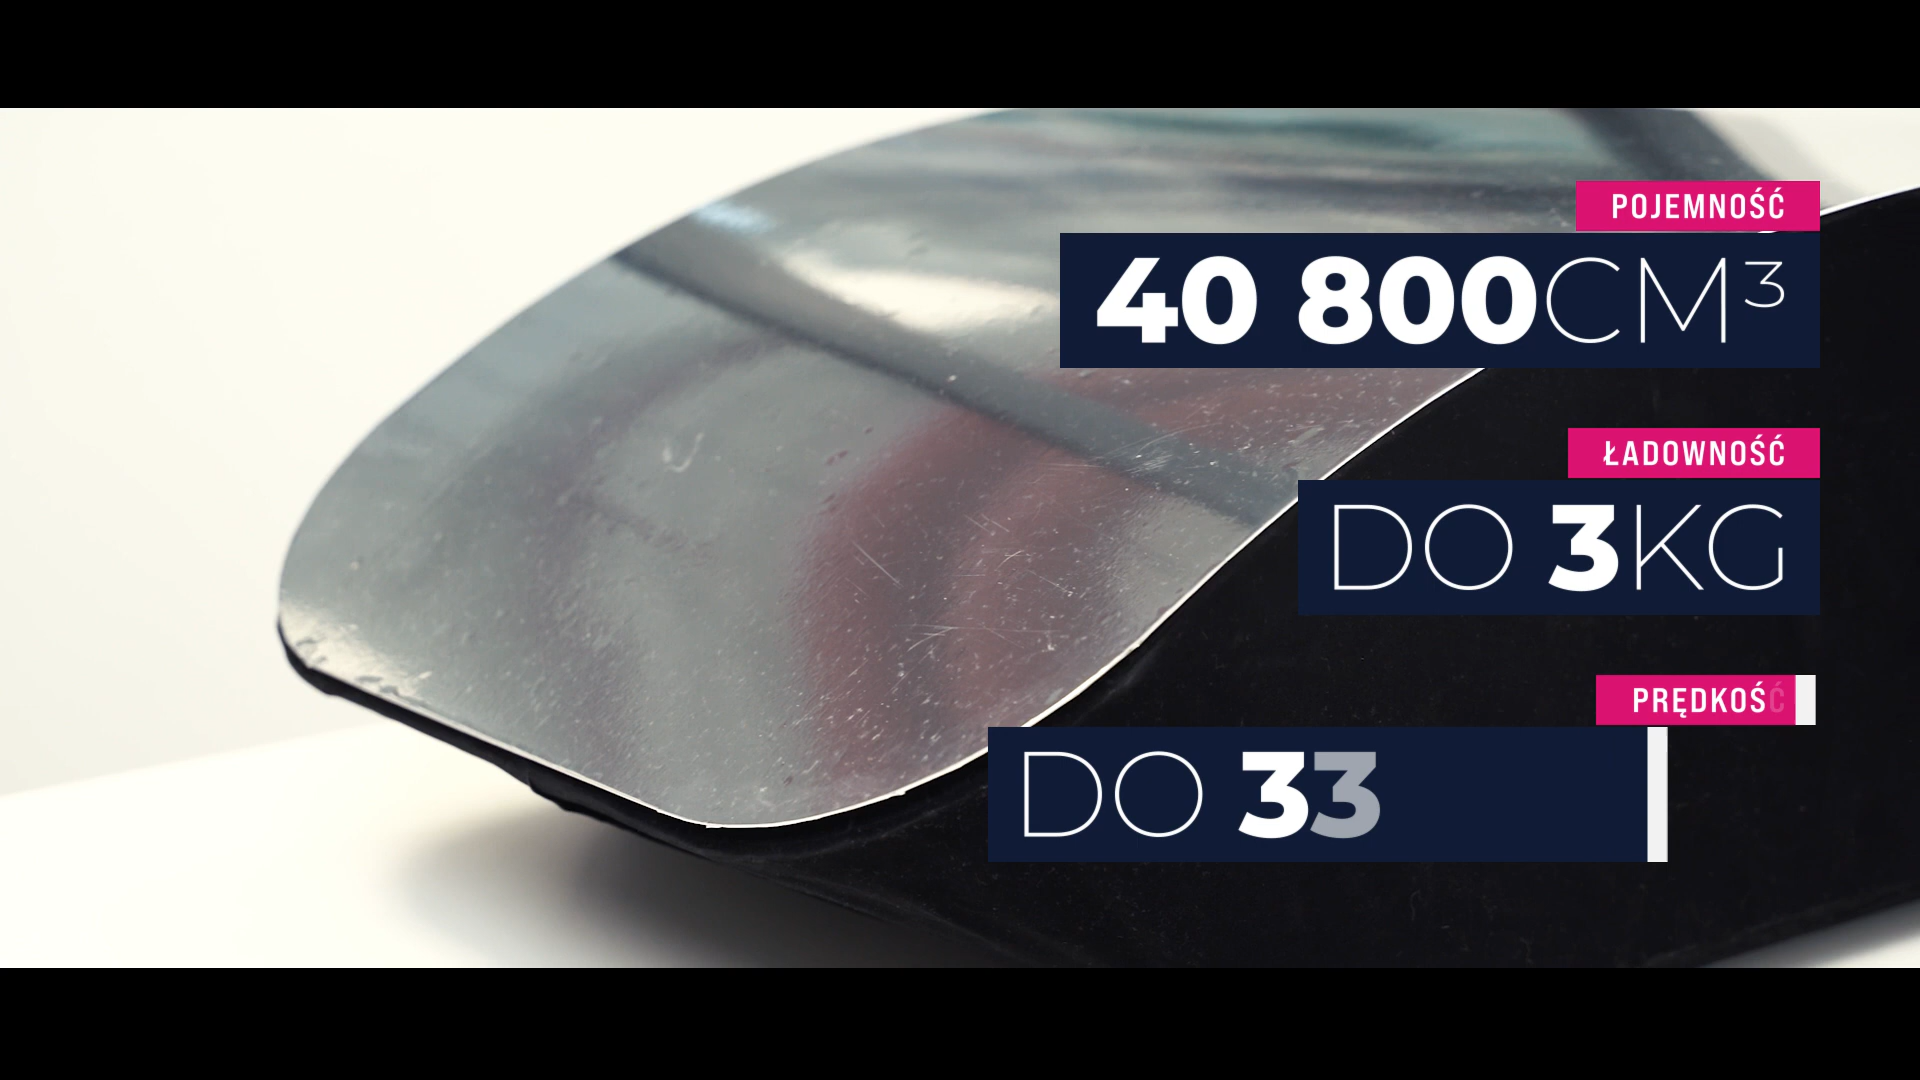 POJEMNOŚĆ
40 800CM³
ŁADOWNOŚĆ
DO 3KG
PRĘDKOŚĆ
DO 33